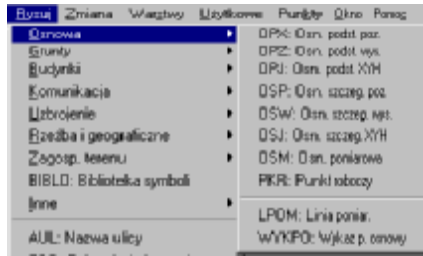 Rysuj Zmiana Warstwy Użytkowe Punkty Okno Pomoc
Osnowa
Grunty
Budynki
Komunikacja
Uzbrojenie
Rzeźba i geograficzne
Zagosp. terenu
BIBLO: Biblioteka symboli
Inne
AUL: Nazwa ulicy
OPX: Osn. podst. poz.
OPZ: Osn. podst. wys.
OPJ: Osn. podst. XYH
OSP: Osn. szczeg. poz.
OSW: Osn. szczeg. wys.
OSJ: Osn. szczeg. XYH
OSM: Osn. pomiarowa
PKR: Punkt roboczy
LPOM: Linia pomiar.
WYKPO: Wykaz p. osnowy